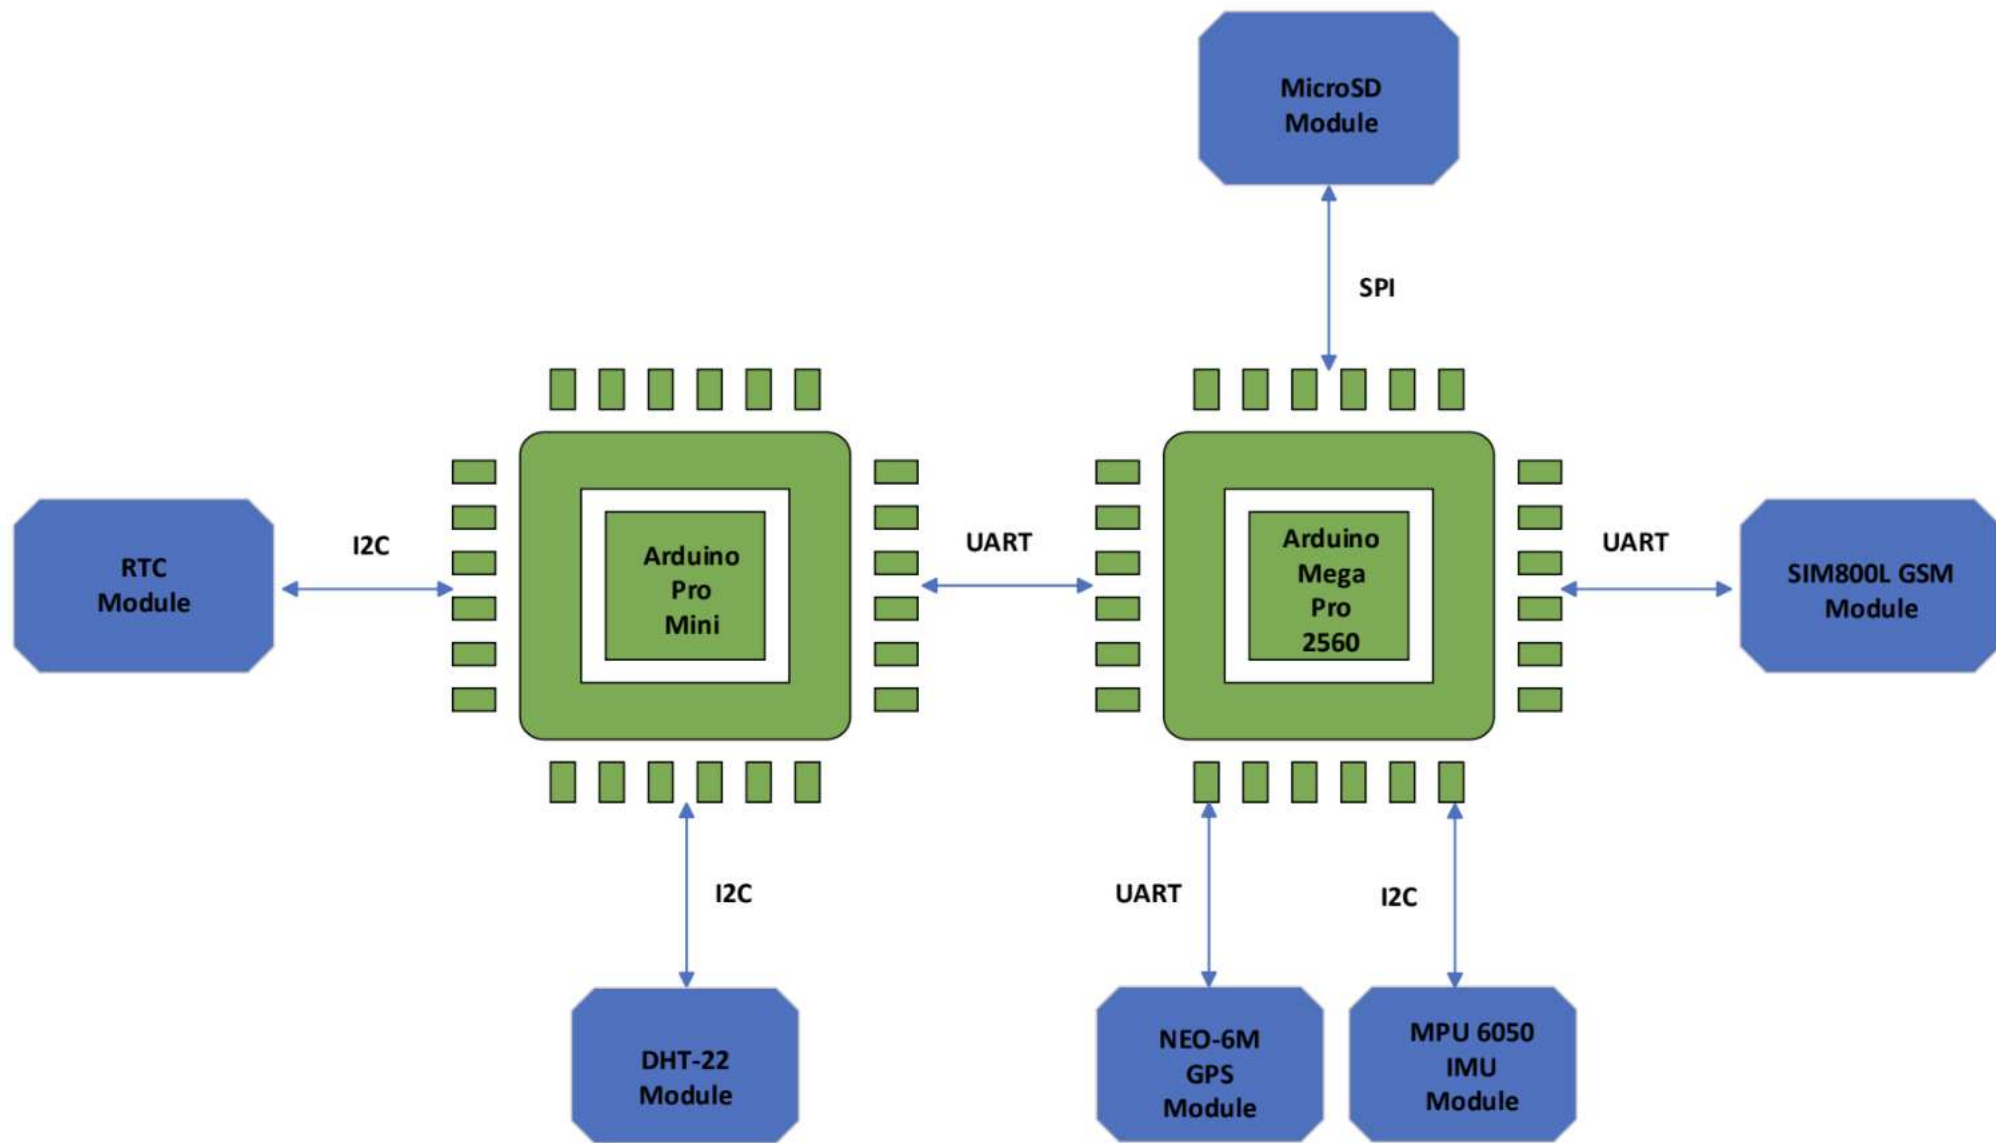 MicroSD
Module
SPI
RTC
Module
I2C
Arduino
Pro
Mini
UART
Arduino
Mega
Pro
2560
UART
SIM800L GSM
Module
I2C
UART
I2C
DHT-22
Module
NEO-6M
GPS
Module
MPU 6050
IMU
Module